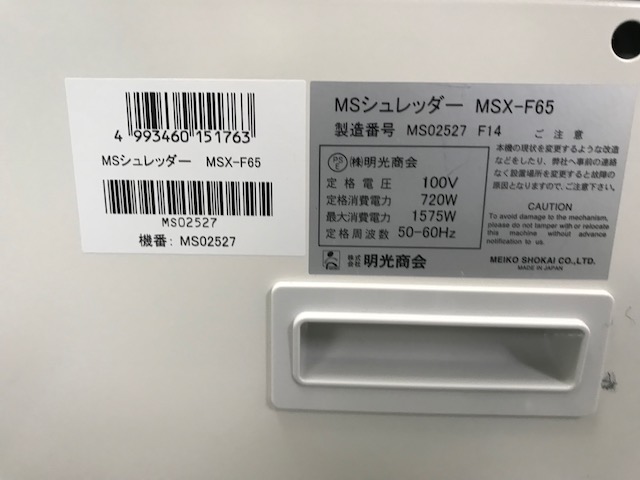 4 993460 151763
MSシュレッダー MSX-F65
MS02527
機番: MS02527
MSシュレッダー MSX-F65
製造番号 MS02527 F14
PSE ㈱明光商会
定格電圧 100V
定格消費電力 720W
最大消費電力 1575W
定格周波数 50-60Hz
株式会社 明光商会
ご注意
本機の現状を変更するような改造
などをしたり、弊社へ事前の連絡
なく設置場所を変更すると故障の
原因となりますので、ご注意下さい。
CAUTION
To avoid damage to the mechanism,
please do not tamper with or relocate
this machine without advance
notification to us.
MEIKO SHOKAI CO., LTD.
MADE IN JAPAN